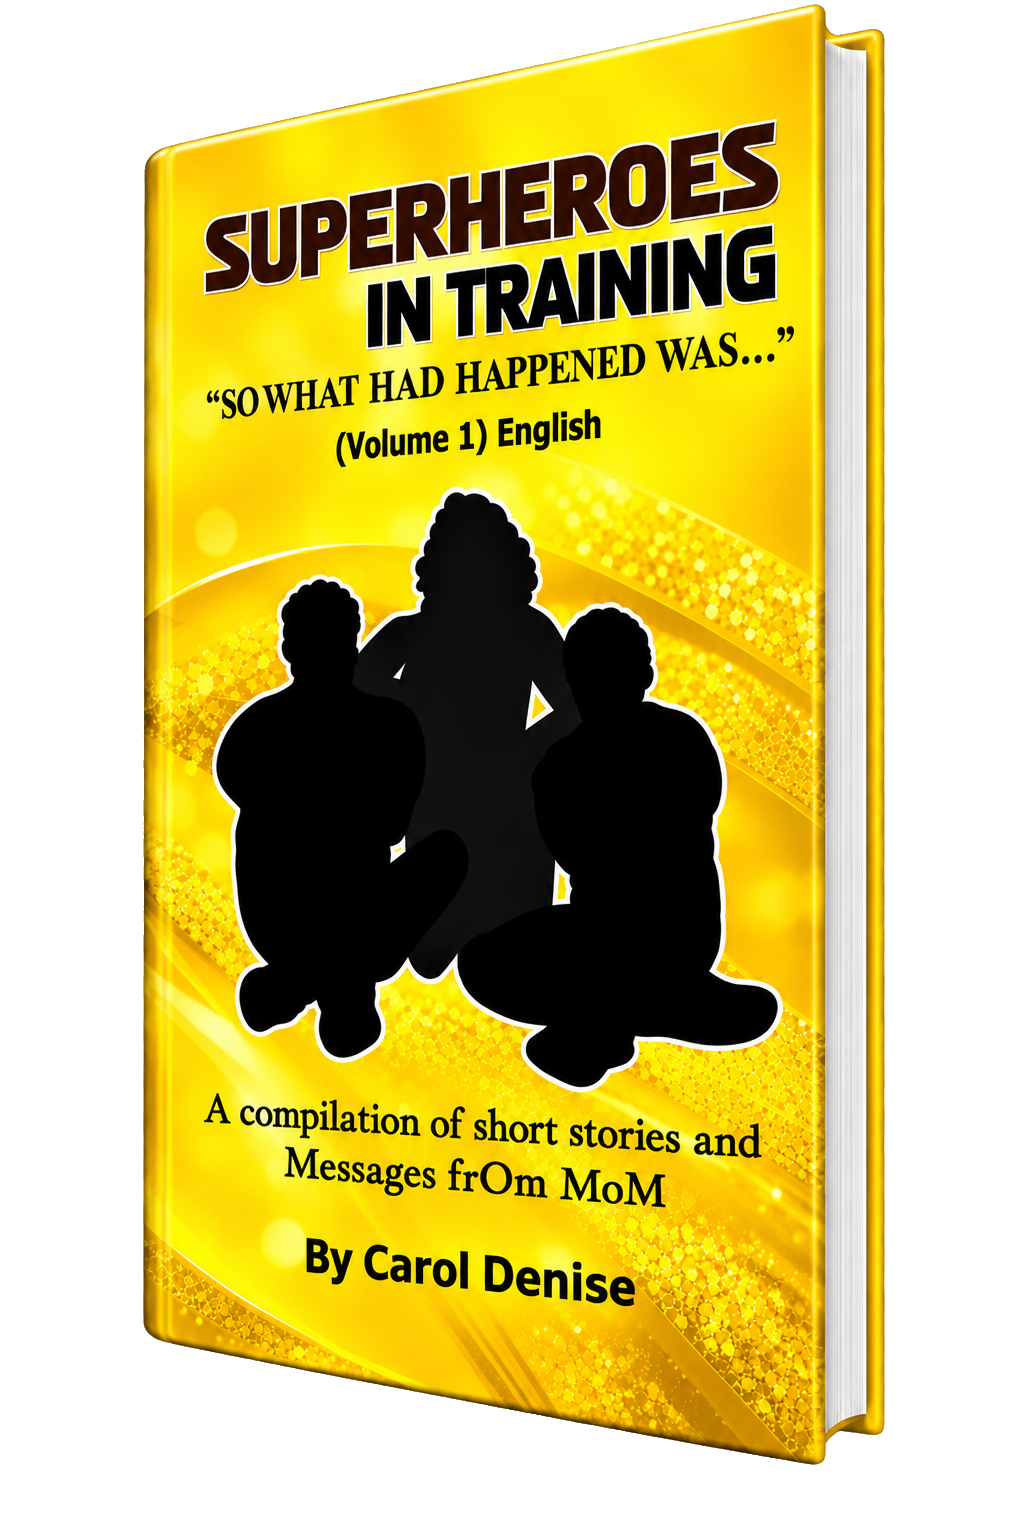 SUPERHEROES
IN TRAINING
“SO WHAT HAD HAPPENED WAS...”
(Volume 1) English
A compilation of short stories and
Messages frOm MoM
By Carol Denise